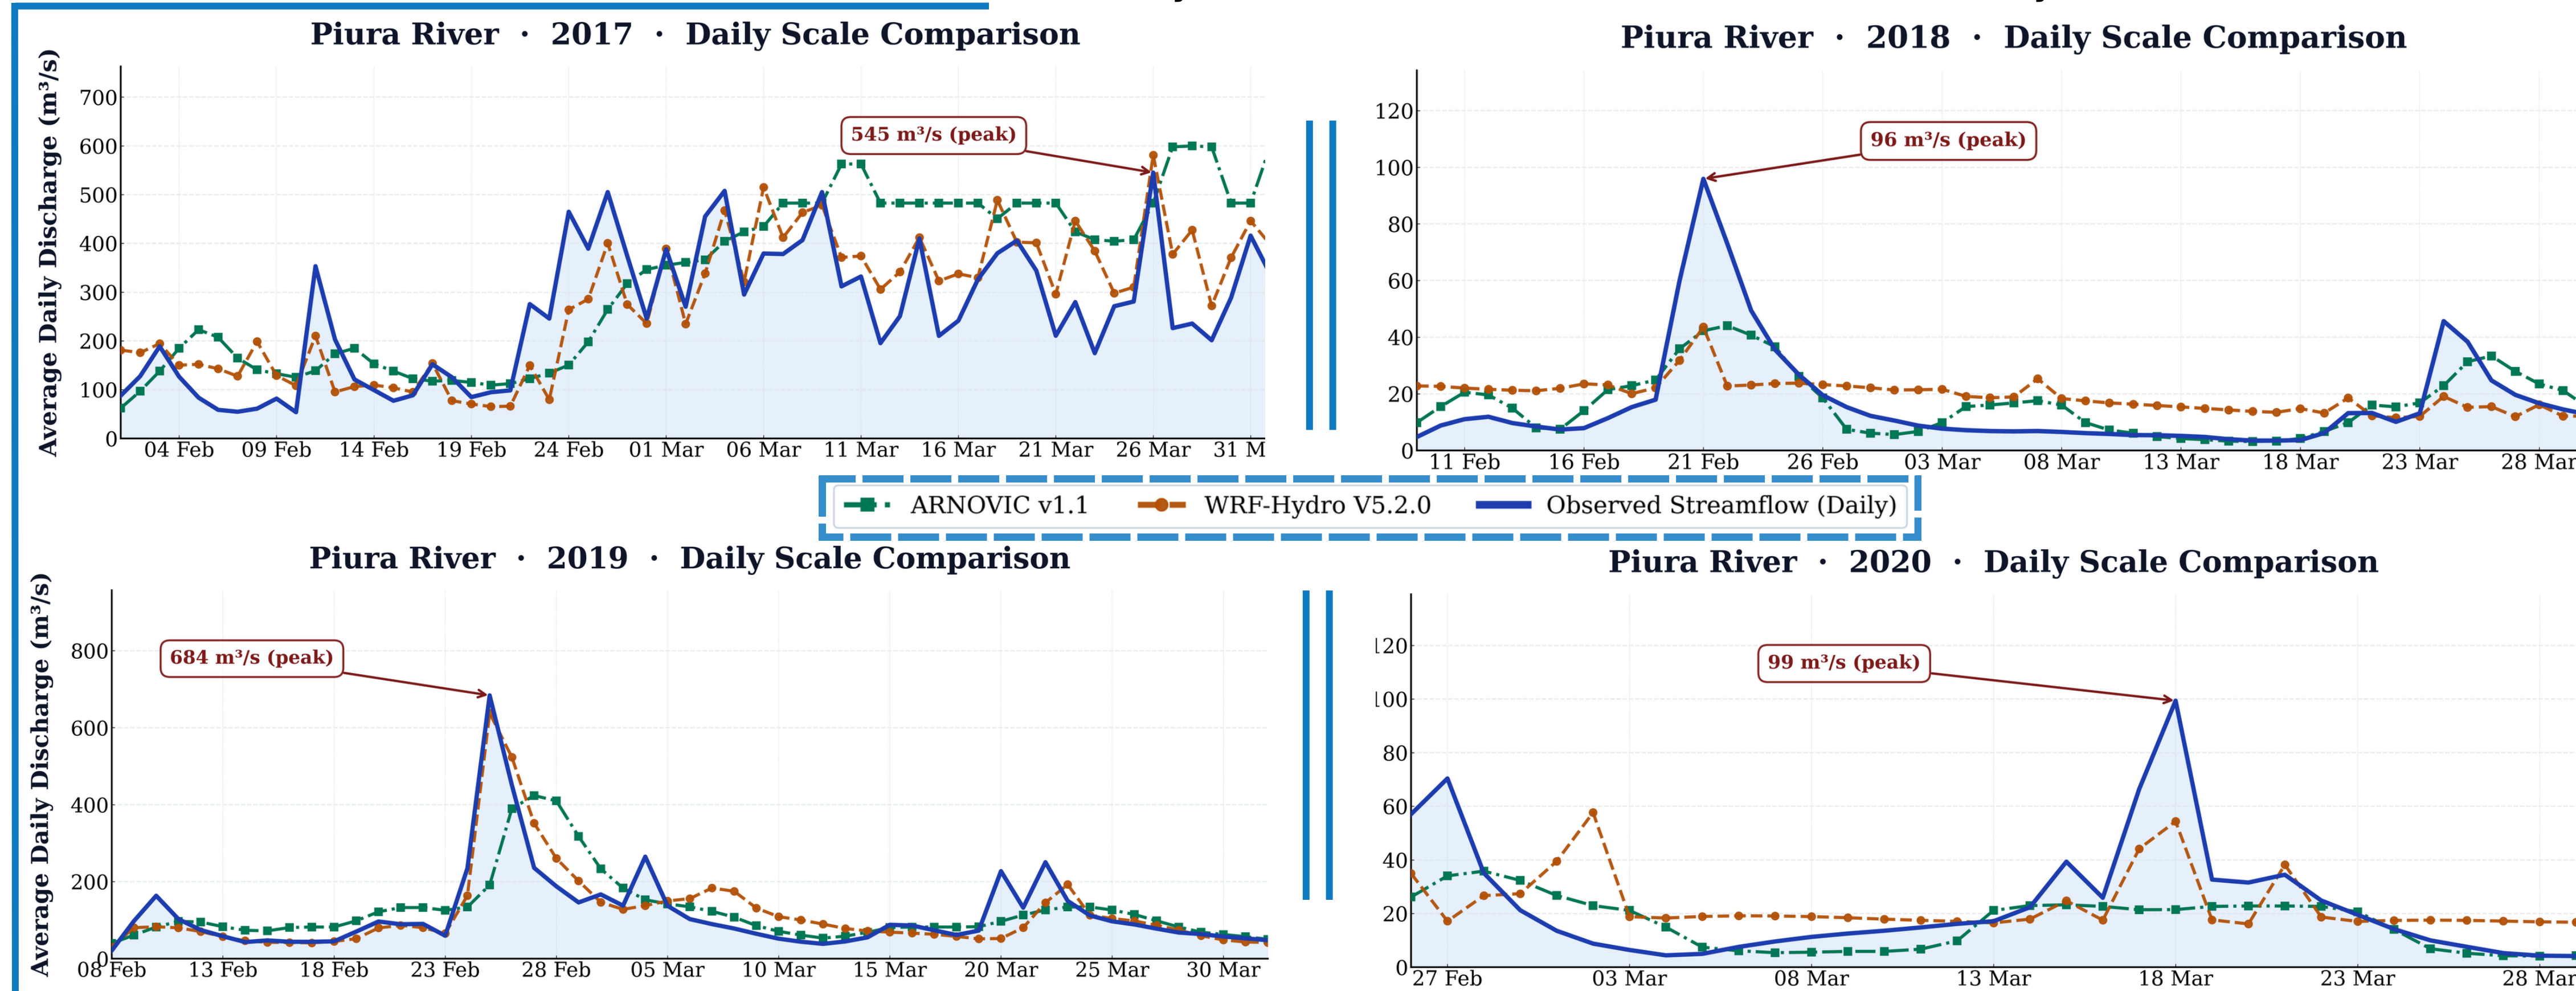 Piura River · 2017 · Daily Scale Comparison
Average Daily Discharge (m³/s)
700
600
500
400
300
200
100
0
545 m³/s (peak)
04 Feb 09 Feb 14 Feb 19 Feb 24 Feb 01 Mar 06 Mar 11 Mar 16 Mar 21 Mar 26 Mar 31 M
Piura River · 2018 · Daily Scale Comparison
120
100
80
60
40
20
0
96 m³/s (peak)
11 Feb 16 Feb 21 Feb 26 Feb 03 Mar 08 Mar 13 Mar 18 Mar 23 Mar 28 Mar
ARNOVIC v1.1 WRF-Hydro V5.2.0 Observed Streamflow (Daily)
Piura River · 2019 · Daily Scale Comparison
Average Daily Discharge (m³/s)
800
600
400
200
0
684 m³/s (peak)
08 Feb 13 Feb 18 Feb 23 Feb 28 Feb 05 Mar 10 Mar 15 Mar 20 Mar 25 Mar 30 Mar
Piura River · 2020 · Daily Scale Comparison
120
100
80
60
40
20
0
99 m³/s (peak)
27 Feb 03 Mar 08 Mar 13 Mar 18 Mar 23 Mar 28 Mar